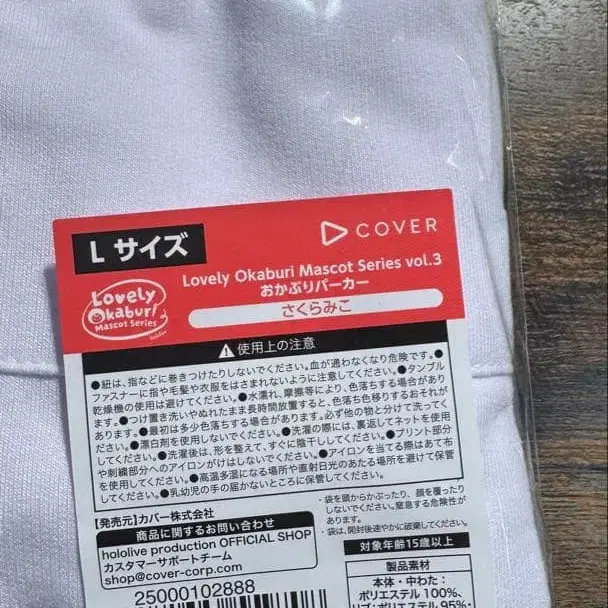 Lサイズ
COVER
Lovely Okaburi Mascot Series vol.3
おかぶりパーカー
さくらみこ
Lovely
Okaburi
Mascot Series
使用上の注意
●紐は、指などに巻きつけたりしないでください。血が通わなくなり危険です。●
ファスナーに指や毛髪や衣服をはさまれないように注意してください。●タンブル
乾燥機の使用は避けてください。●水濡れ、摩擦等により、色落ちする場合があり
ます。●つけ置き洗いやぬれたまま長時間放置すると、色落ち色移りするおそれが
あります。●最初は多少色落ちする場合があります。必ず他の物と分けて洗ってく
ださい。●漂白剤を使用しないでください。●洗濯の際には、裏返してネットを使用
してください。●洗濯後は、形を整えて、すぐに陰干ししてください。●プリント部分
や刺繍部分へのアイロンがけはしないでください。●アイロンを当てる際はあて布
を使用してください。●高温多湿になる場所や直射日光のあたる場所を避けて保管
してください。●乳幼児の手の届かないところに保管してください。
・袋を頭からかぶったり、顔を覆ったり
しないでください。窒息する危険性が
あります。
・袋は、開封後速やかに破棄してください。
【発売元】カバー株式会社
商品に関するお問い合わせ
hololive production OFFICIAL SHOP
カスタマーサポートチーム
shop@cover-corp.com
25000102888
対象年齢15歳以上
製品素材
本体・中わた：
ポリエステル100%、
リブ：ポリエステル95%・